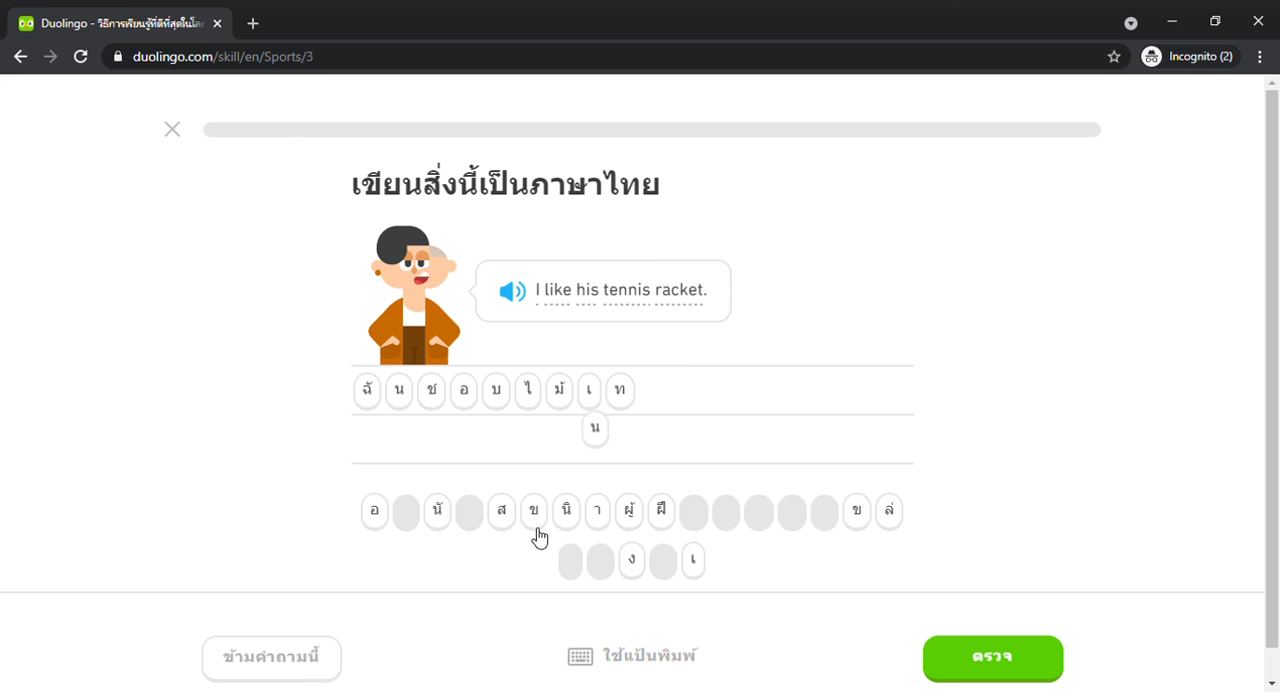 Duolingo - วิธีการเรียนรู้ที่ดีที่สุดในโล
duolingo.com/skill/en/Sports/3
Incognito (2)
เขียนสิ่งนี้เป็นภาษาไทย
I like his tennis racket.
ฉั น ช อ บ ไ ม้ เ ท
น
อ นั ส ข นิ า ผู้ ฝึ ข ล่
ง เ
ข้ามคำถามนี้
ใช้แป้นพิมพ์
ตรวจ